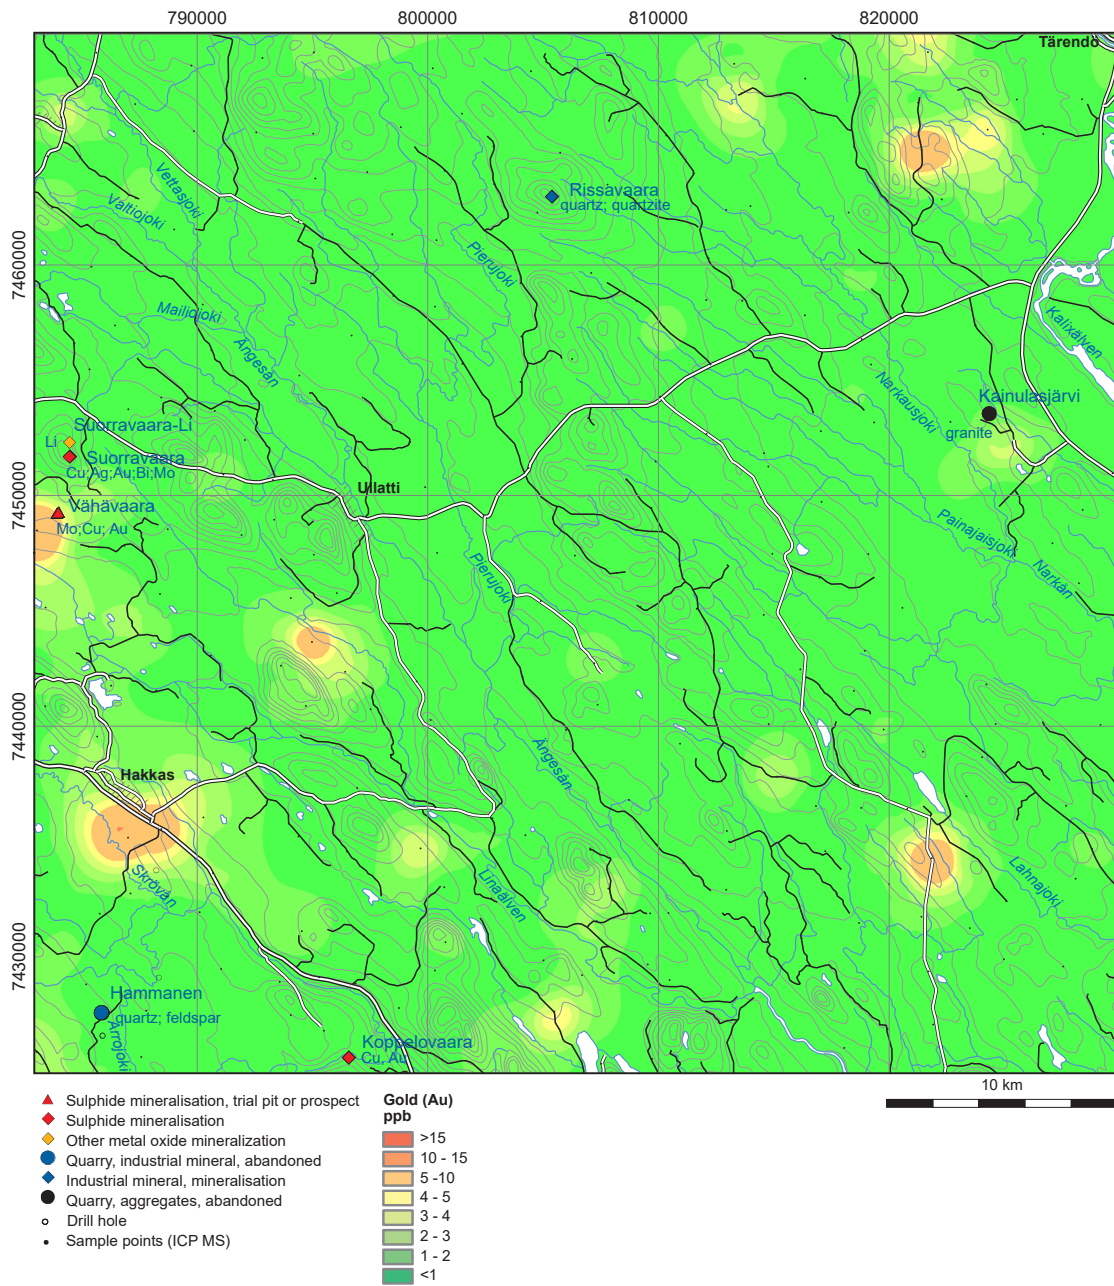 790000
800000
810000
820000
Tärendö
7460000
7450000
7440000
7430000
Vettasjoki
Valtiojoki
Rissavaara
quartz; quartzite
Pierujoki
Mailjojoki
Ängesån
Kalixälven
Narkausjoki
Kainulasjärvi
granite
Suorravaara-Li
Li
Suorravaara
Cu;Ag;Au;Bi;Mo
Ullatti
Vähävaara
Mo;Cu; Au
Painajaisjoki
Narkån
Pierujoki
Ängesån
Hakkas
Skrövån
Linaälven
Lahnajoki
Hammanen
quartz; feldspar
Ärrojoki
Koppelovaara
Cu, Au
10 km
Sulphide mineralisation, trial pit or prospect
Sulphide mineralisation
Other metal oxide mineralization
Quarry, industrial mineral, abandoned
Industrial mineral, mineralisation
Quarry, aggregates, abandoned
Drill hole
Sample points (ICP MS)
Gold (Au)
ppb
>15
10 - 15
5 -10
4 - 5
3 - 4
2 - 3
1 - 2
<1